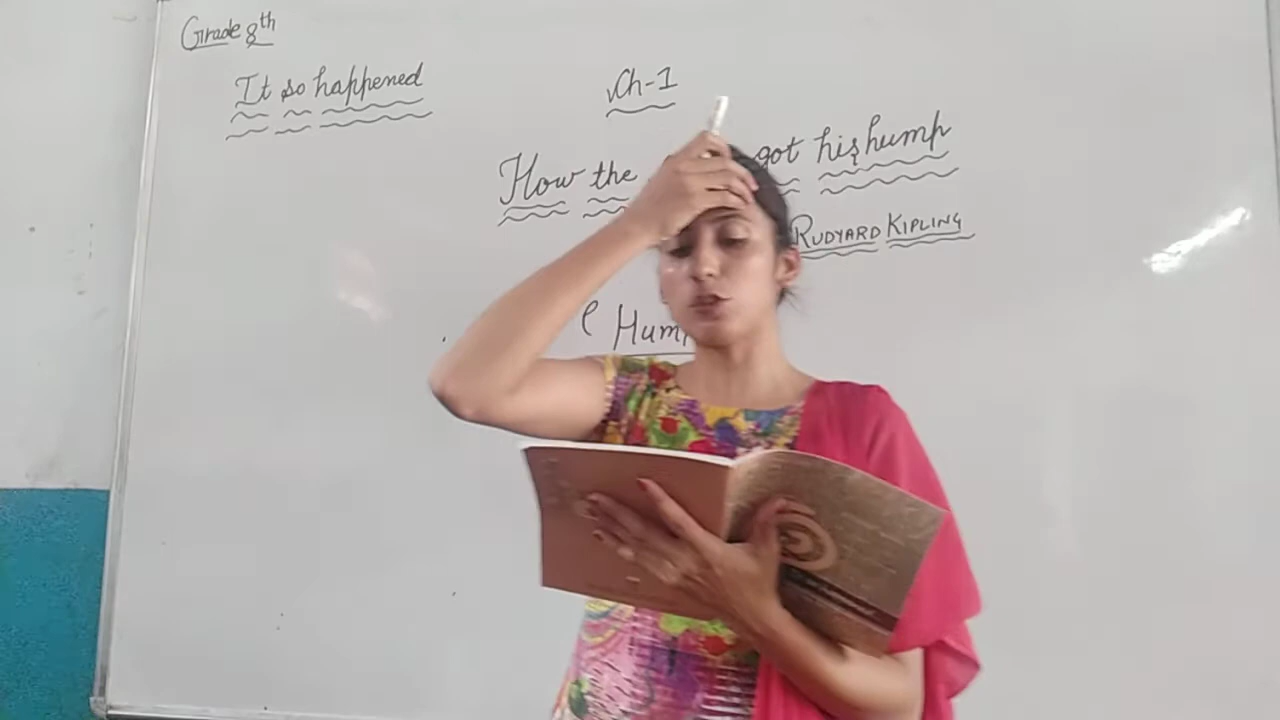 Grade 8th
It so happened
Ch-1
How the got his hump
RUDYARD KIPLING
( Hum